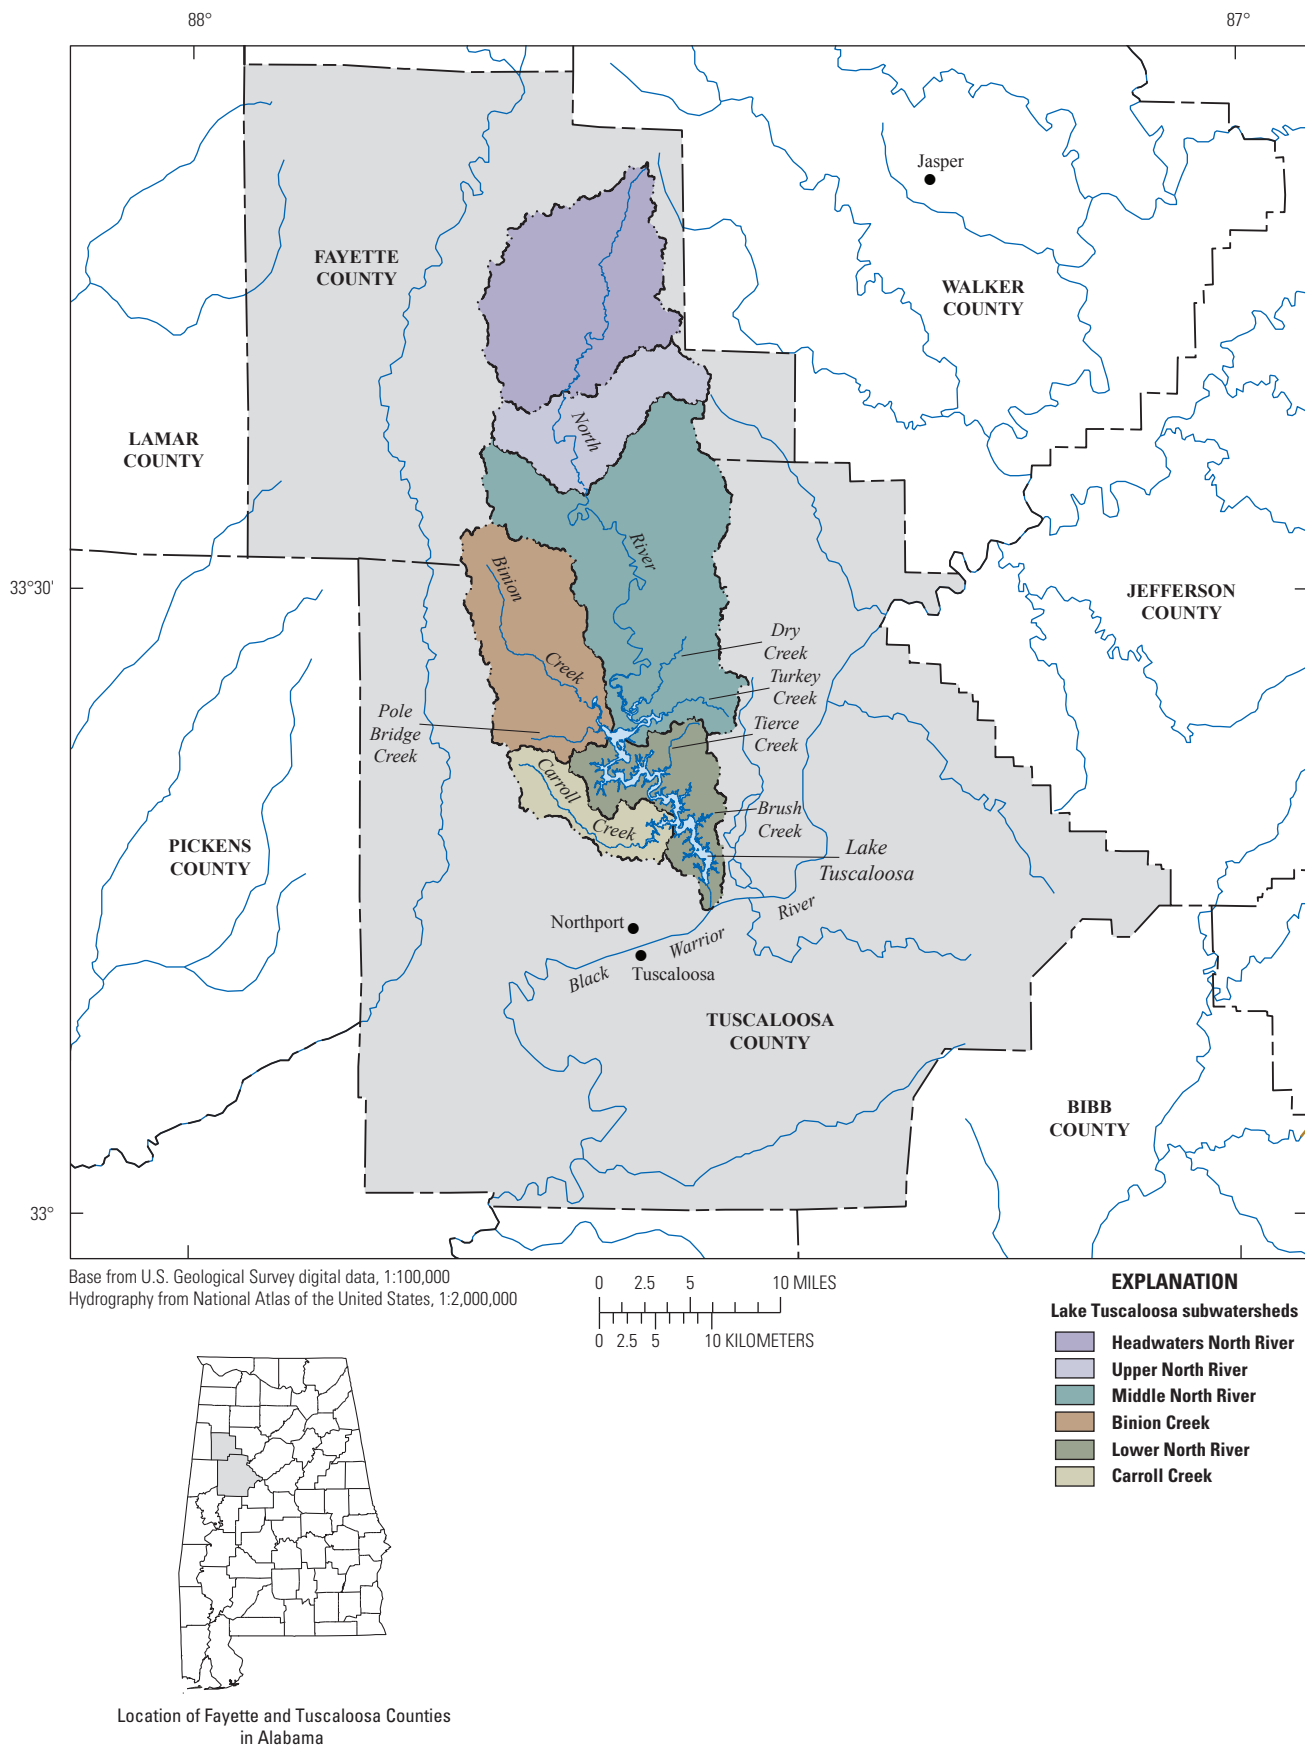 88°
87°
Jasper
FAYETTE
COUNTY
WALKER
COUNTY
North
LAMAR
COUNTY
River
Binion
33°30'
JEFFERSON
COUNTY
Dry
Creek
Creek
Turkey
Creek
Pole
Bridge
Creek
Tierce
Creek
Carroll
Creek
Brush
Creek
PICKENS
COUNTY
Lake
Tuscaloosa
River
Northport
Warrior
Black
Tuscaloosa
TUSCALOOSA
COUNTY
BIBB
COUNTY
33°
Base from U.S. Geological Survey digital data, 1:100,000
Hydrography from National Atlas of the United States, 1:2,000,000
0 2.5 5 10 MILES
0 2.5 5 10 KILOMETERS
EXPLANATION
Lake Tuscaloosa subwatersheds
Headwaters North River
Upper North River
Middle North River
Binion Creek
Lower North River
Carroll Creek
Location of Fayette and Tuscaloosa Counties
in Alabama